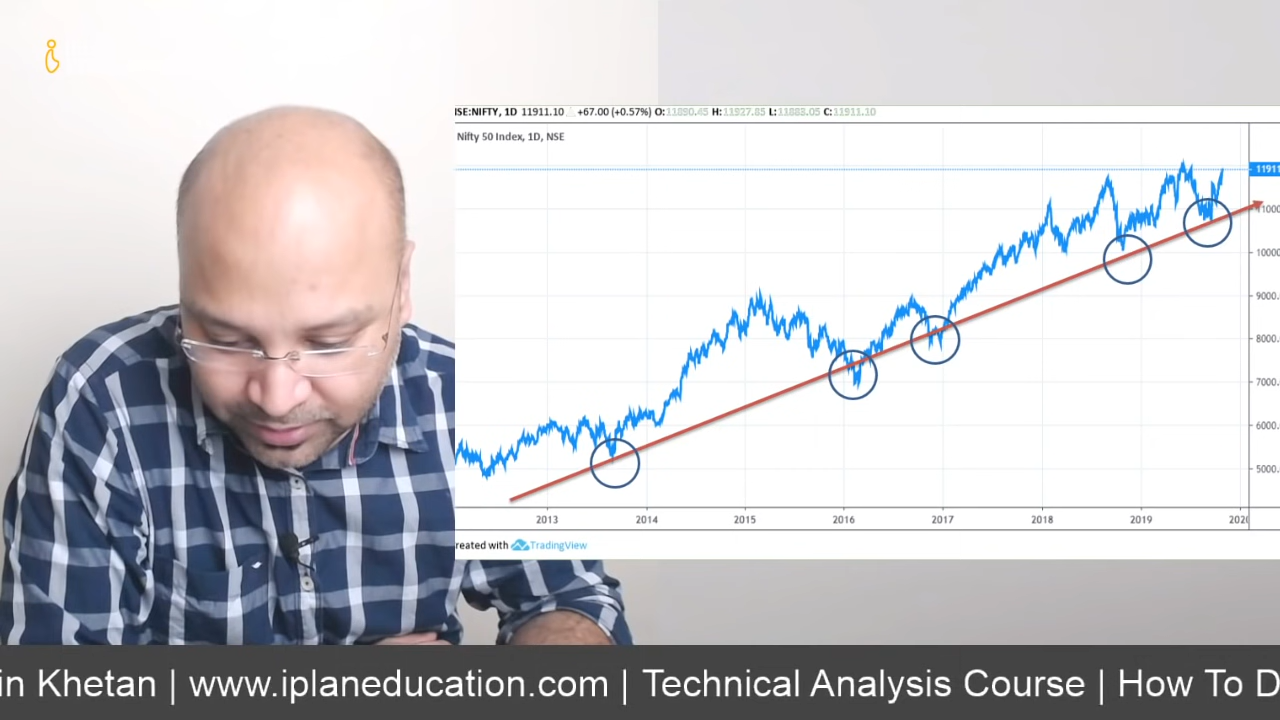 SE:NIFTY, 1D 11911.10 +67.00 (+0.57%) O:11890.45 H:11927.85 L:11883.05 C:11911.10
Nifty 50 Index, 1D, NSE
11911
11000
10000
9000.
8000.
7000.
6000.
5000.
2013 2014 2015 2016 2017 2018 2019 2020
reated with TradingView
in Khetan | www.iplaneducation.com | Technical Analysis Course | How To D